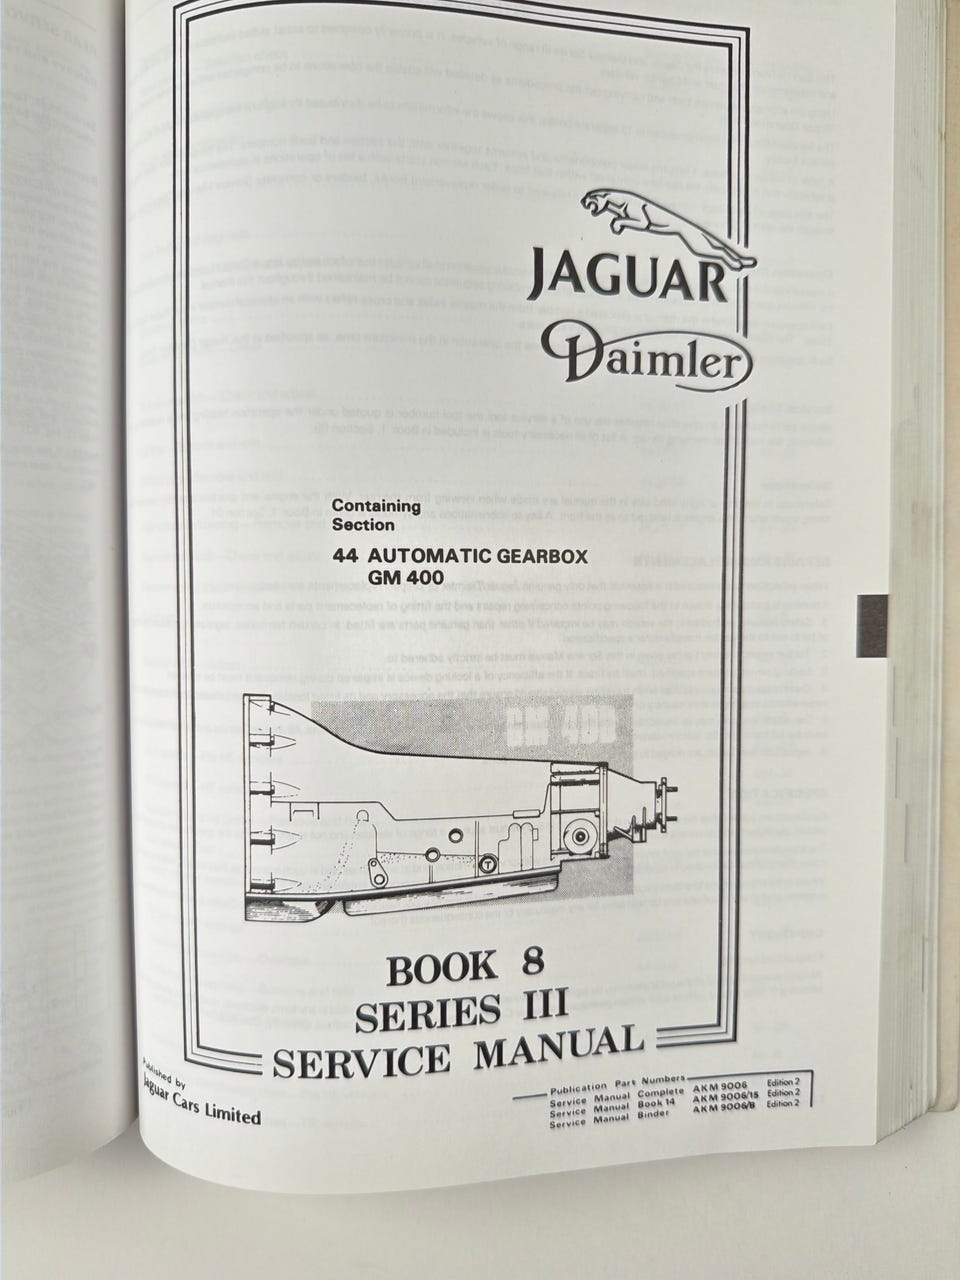 JAGUAR
Daimler
Containing
Section
44 AUTOMATIC GEARBOX
GM 400
GM 400
T
BOOK 8
SERIES III
SERVICE MANUAL
Published by
Jaguar Cars Limited
Publication Part Numbers
Service Manual Complete AKM 9006 Edition 2
Service Manual Book 14 AKM 9006/15 Edition 2
Service Manual Binder AKM 9006/B Edition 2